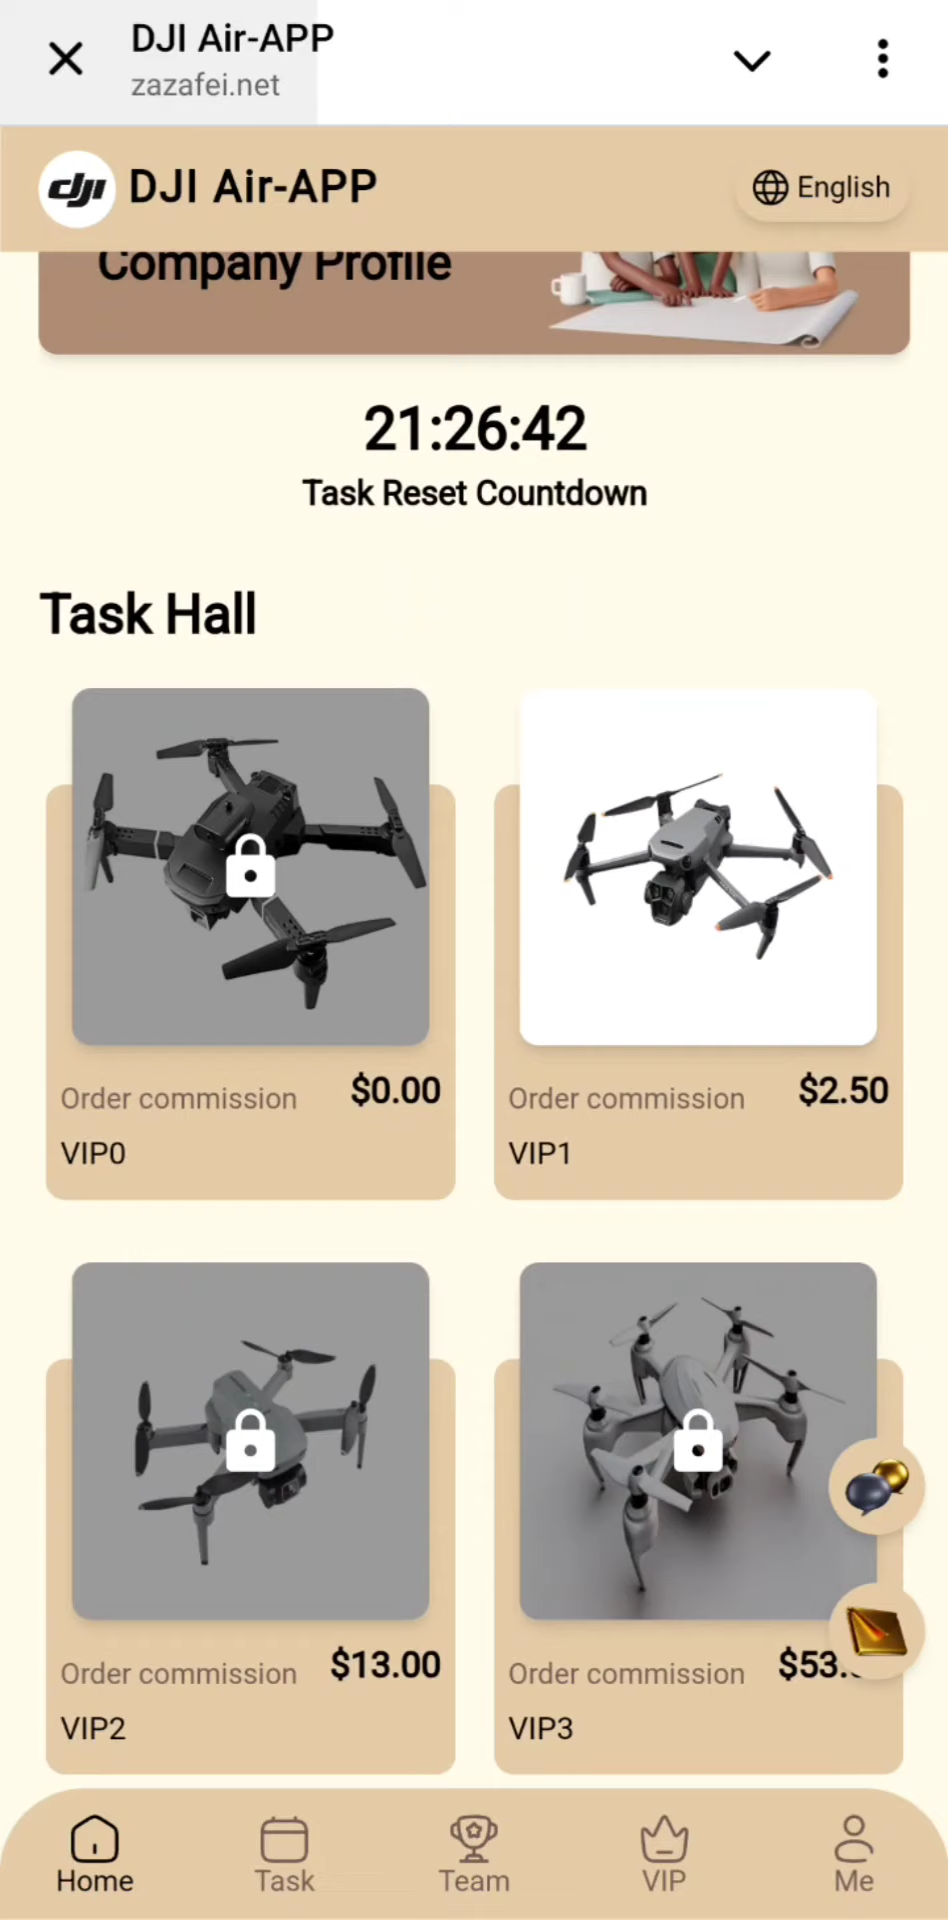 DJI Air-APP
zazafei.net
dji
DJI Air-APP
English
Company Profile
21:26:42
Task Reset Countdown
Task Hall
Order commission $0.00
VIP0
Order commission $2.50
VIP1
Order commission $13.00
VIP2
Order commission $53.
VIP3
Home
Task
Team
VIP
Me